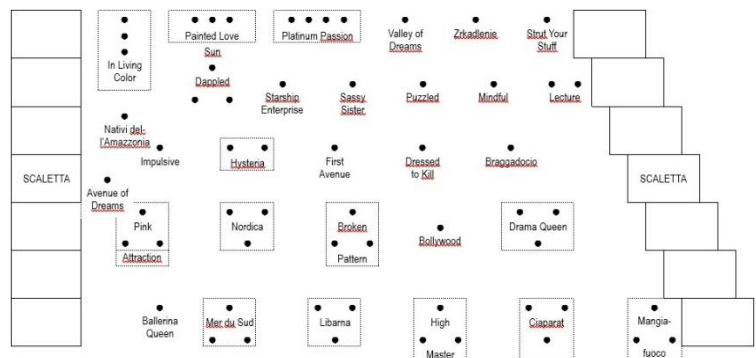 Painted Love
Platinum Passion
Valley of
Dreams
Zrkadlenie
Strut Your
Stuff
In Living
Color
Sun
Dappled
Starship
Enterprise
Sassy
Sister
Puzzled
Mindful
Lecture
Nativi del-
l'Amazzonia
Impulsive
Hysteria
First
Avenue
Dressed
to Kill
Braggadocio
SCALETTA
SCALETTA
Avenue of
Dreams
Pink
Attraction
Nordica
Broken
Pattern
Bollywood
Drama Queen
Ballerina
Queen
Mer du Sud
Libarna
High
Master
Ciaparat
Mangia-
fuoco